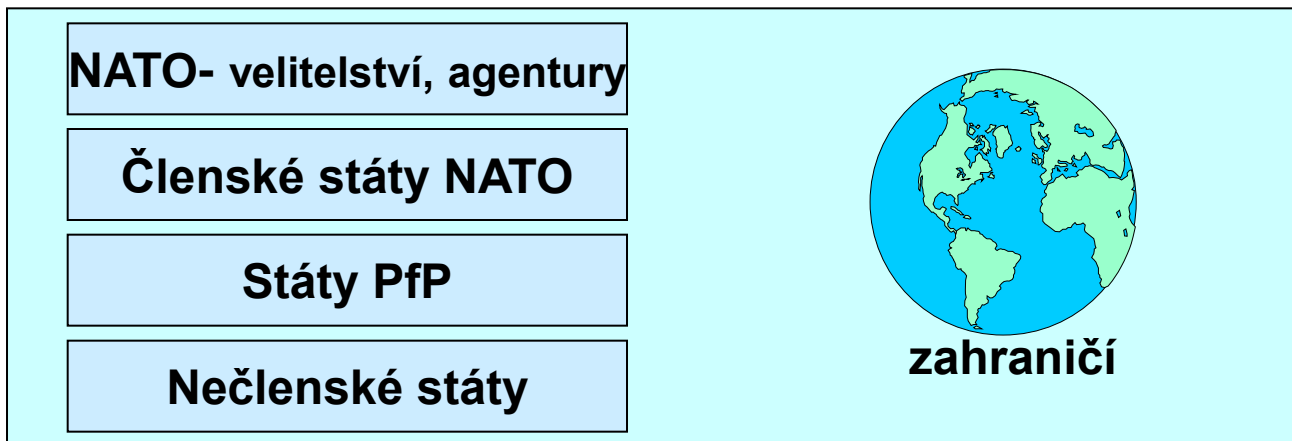 NATO- velitelství, agentury
Členské státy NATO
Státy PfP
Nečlenské státy
zahraničí